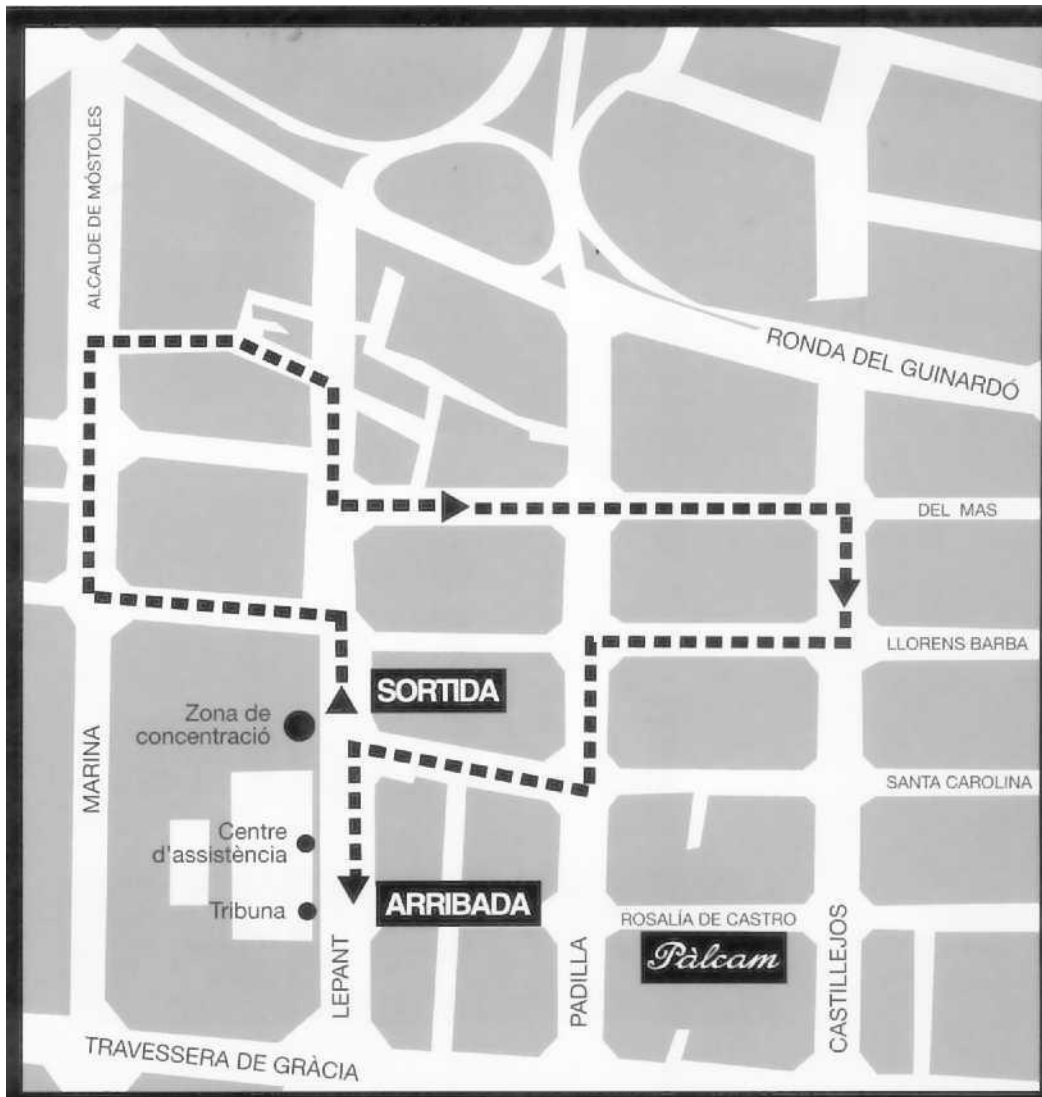 ALCALDE DE MÓSTOLES
RONDA DEL GUINARDÓ
DEL MAS
LLORENS BARBA
SORTIDA
Zona de
concentració
MARINA
SANTA CAROLINA
Centre
d'assistència
Tribuna
ARRIBADA
ROSALÍA DE CASTRO
Pàlcam
LEPANT
PADILLA
CASTILLEJOS
TRAVESSERA DE GRÀCIA